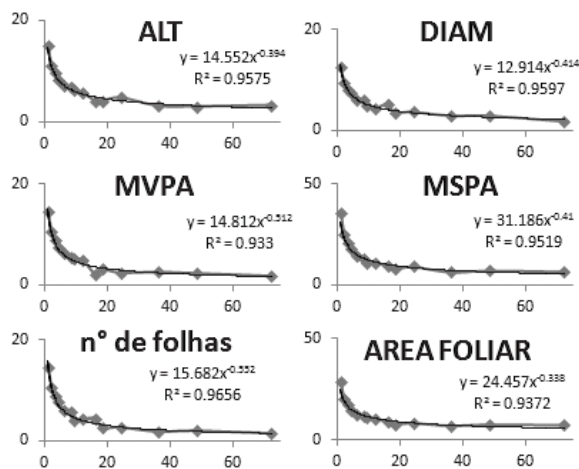 ALT
y = 14.552x^-0.394
R² = 0.9575
20
0
0 20 40 60
DIAM
y = 12.914x^-0.414
R² = 0.9597
20
0
0 20 40 60
MVPA
y = 14.812x^-0.512
R² = 0.933
20
0
0 20 40 60
MSPA
y = 31.186x^-0.41
R² = 0.9519
50
0
0 20 40 60
n° de folhas
y = 15.682x^-0.552
R² = 0.9656
20
0
0 20 40 60
AREA FOLIAR
y = 24.457x^-0.338
R² = 0.9372
50
0
0 20 40 60